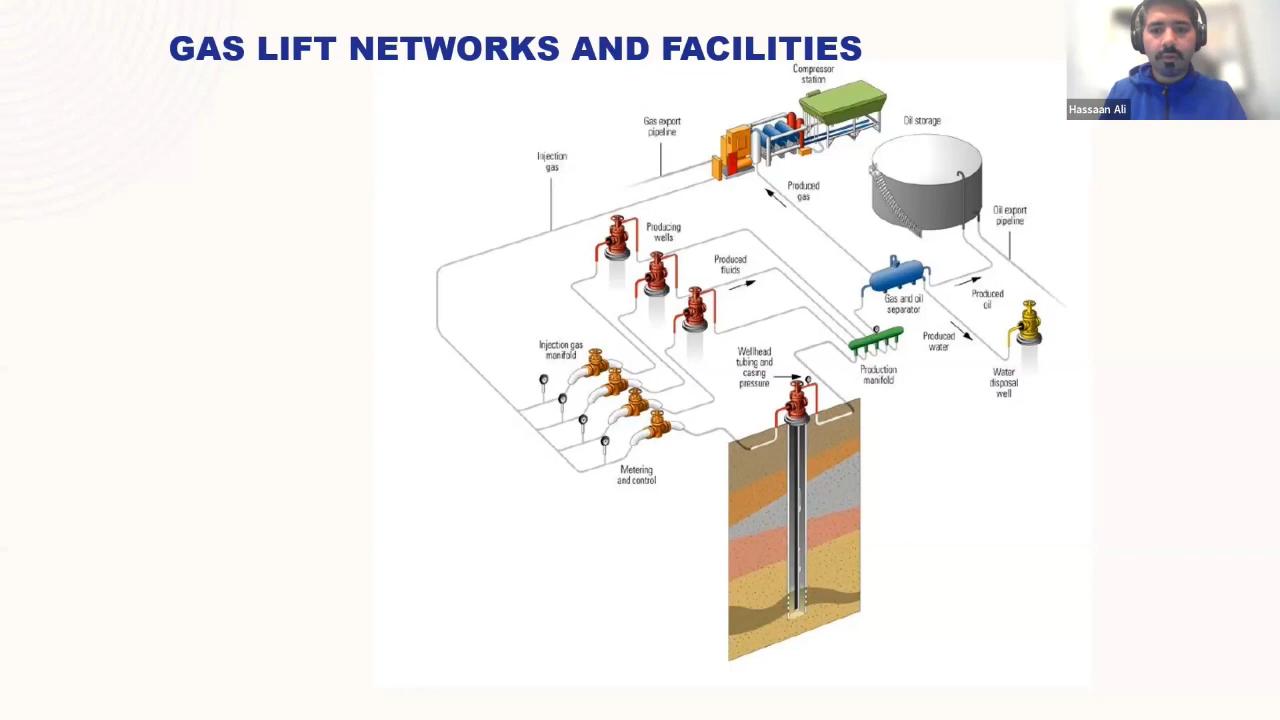 GAS LIFT NETWORKS AND FACILITIES
Hassaan Ali
Compressor
station
Gas export
pipeline
Oil storage
Injection
gas
Produced
gas
Oil export
pipeline
Producing
wells
Produced
fluids
Gas and oil
separator
Produced
oil
Produced
water
Injection gas
manifold
Wellhead
tubing and
casing
pressure
Production
manifold
Water
disposal
well
Metering
and control